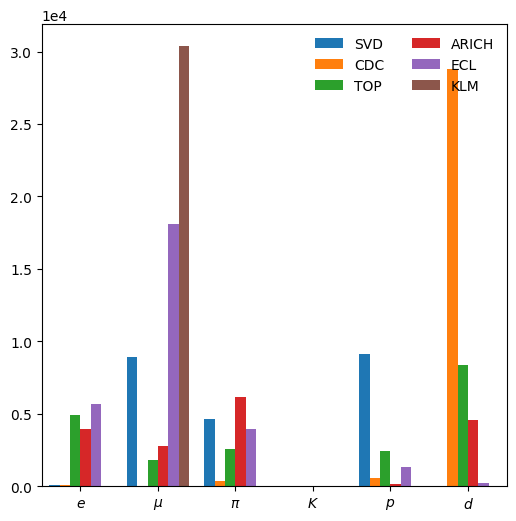 1e4
3.0
2.5
2.0
1.5
1.0
0.5
0.0
SVD
CDC
TOP
ARICH
ECL
KLM
e μ π K p d